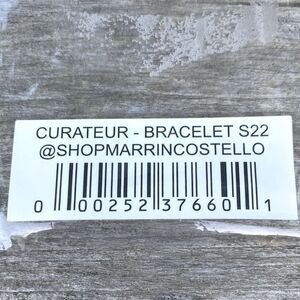 CURATEUR - BRACELET S22
@SHOPMARRINCOSTELLO
0 00252 37660 1